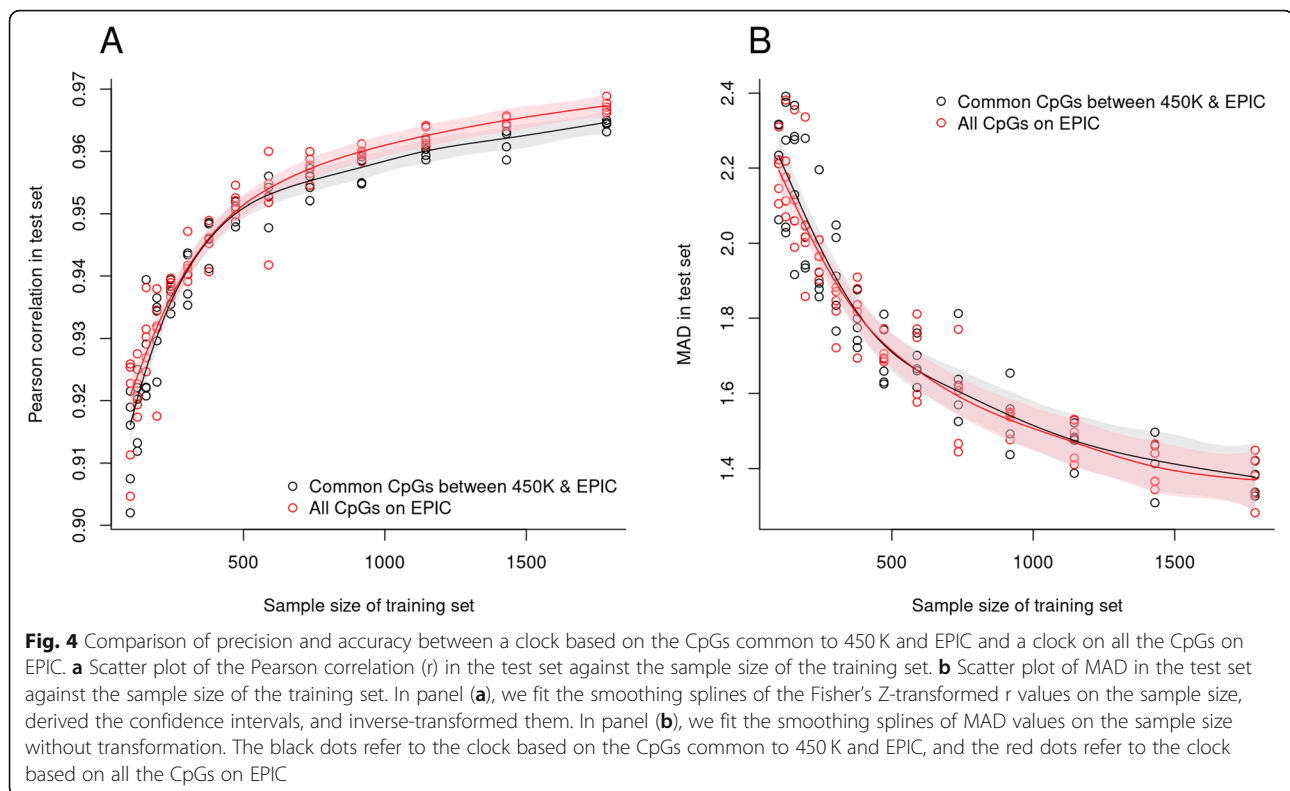 A
Pearson correlation in test set
0.97
0.96
0.95
0.94
0.93
0.92
0.91
0.90
Common CpGs between 450K & EPIC
All CpGs on EPIC
500
1000
1500
Sample size of training set
B
MAD in test set
2.4
2.2
2.0
1.8
1.6
1.4
Common CpGs between 450K & EPIC
All CpGs on EPIC
500
1000
1500
Sample size of training set
Fig. 4 Comparison of precision and accuracy between a clock based on the CpGs common to 450 K and EPIC and a clock on all the CpGs on
EPIC. a Scatter plot of the Pearson correlation (r) in the test set against the sample size of the training set. b Scatter plot of MAD in the test set
against the sample size of the training set. In panel (a), we fit the smoothing splines of the Fisher's Z-transformed r values on the sample size,
derived the confidence intervals, and inverse-transformed them. In panel (b), we fit the smoothing splines of MAD values on the sample size
without transformation. The black dots refer to the clock based on the CpGs common to 450 K and EPIC, and the red dots refer to the clock
based on all the CpGs on EPIC